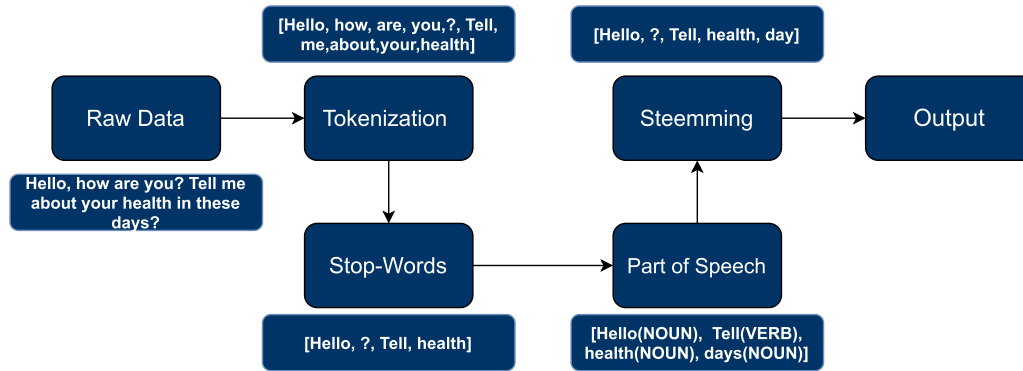 [Hello, how, are, you,?, Tell,
me,about,your,health]
[Hello, ?, Tell, health, day]
Raw Data
Tokenization
Steemming
Output
Hello, how are you? Tell me
about your health in these
days?
Stop-Words
Part of Speech
[Hello, ?, Tell, health]
[Hello(NOUN), Tell(VERB),
health(NOUN), days(NOUN)]